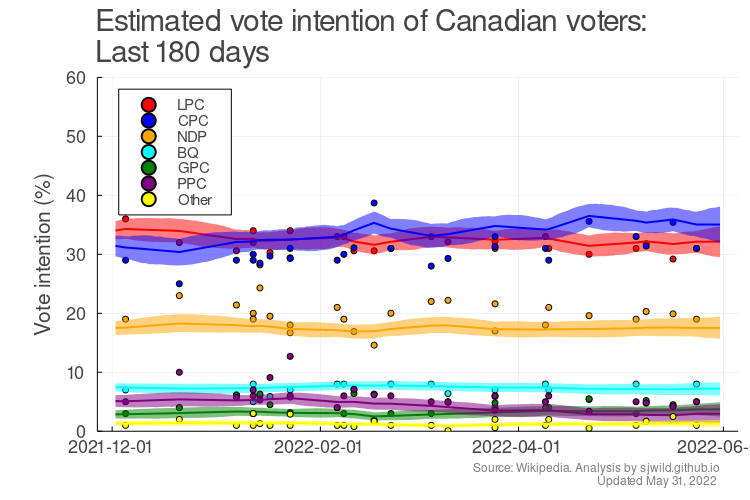 Estimated vote intention of Canadian voters:
Last 180 days
Vote intention (%)
60
50
40
30
20
10
0
LPC
CPC
NDP
BQ
GPC
PPC
Other
2021-12-01
2022-02-01
2022-04-01
2022-06-
Source: Wikipedia. Analysis by sjwild.github.io
Updated May 31, 2022